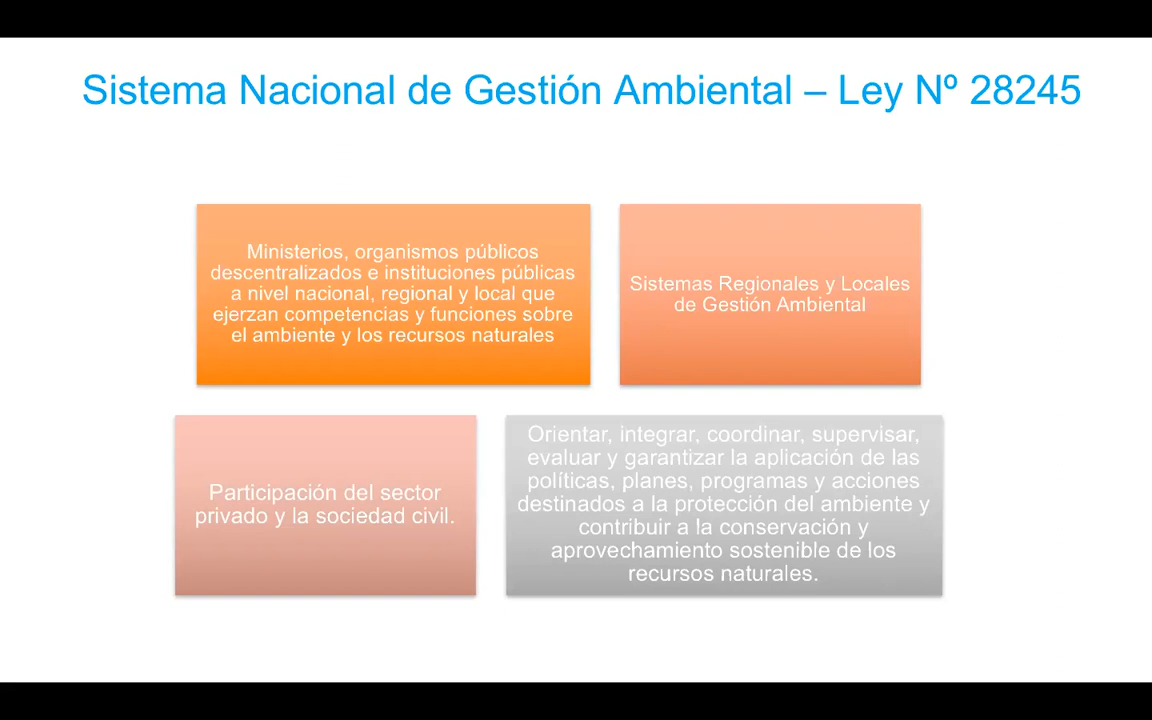 Sistema Nacional de Gestión Ambiental – Ley Nº 28245
Ministerios, organismos públicos
descentralizados e instituciones públicas
a nivel nacional, regional y local que
ejerzan competencias y funciones sobre
el ambiente y los recursos naturales
Sistemas Regionales y Locales
de Gestión Ambiental
Participación del sector
privado y la sociedad civil.
Orientar, integrar, coordinar, supervisar,
evaluar y garantizar la aplicación de las
políticas, planes, programas y acciones
destinados a la protección del ambiente y
contribuir a la conservación y
aprovechamiento sostenible de los
recursos naturales.